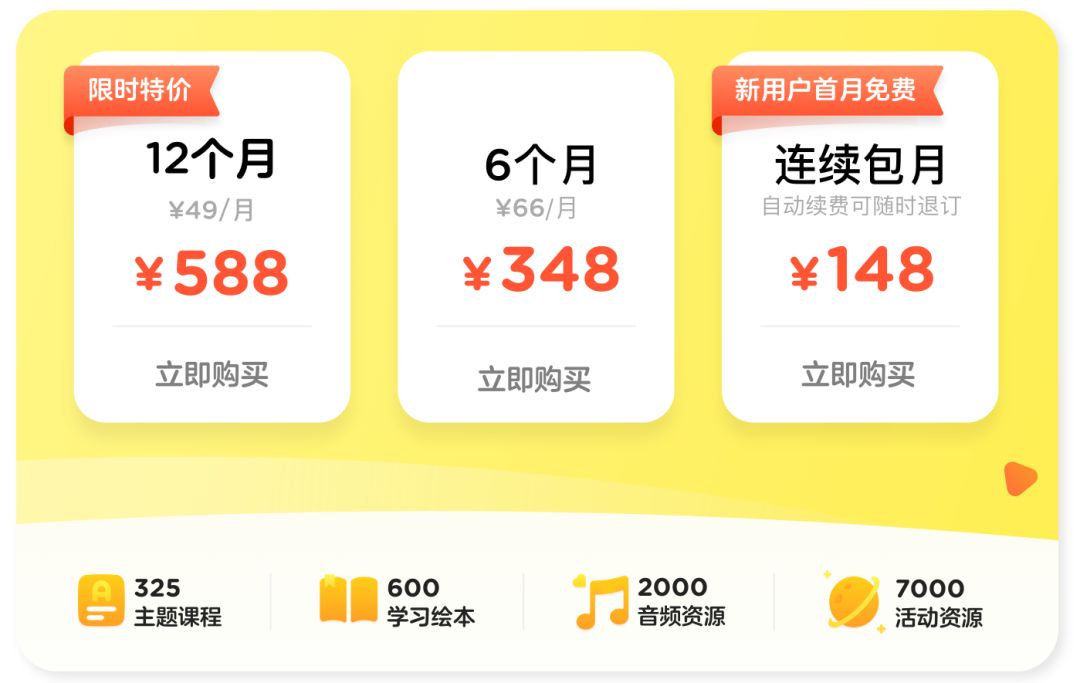 限时特价
12个月
¥49/月
¥588
立即购买
6个月
¥66/月
¥348
立即购买
新用户首月免费
连续包月
自动续费可随时退订
¥148
立即购买
325
主题课程
600
学习绘本
2000
音频资源
7000
活动资源